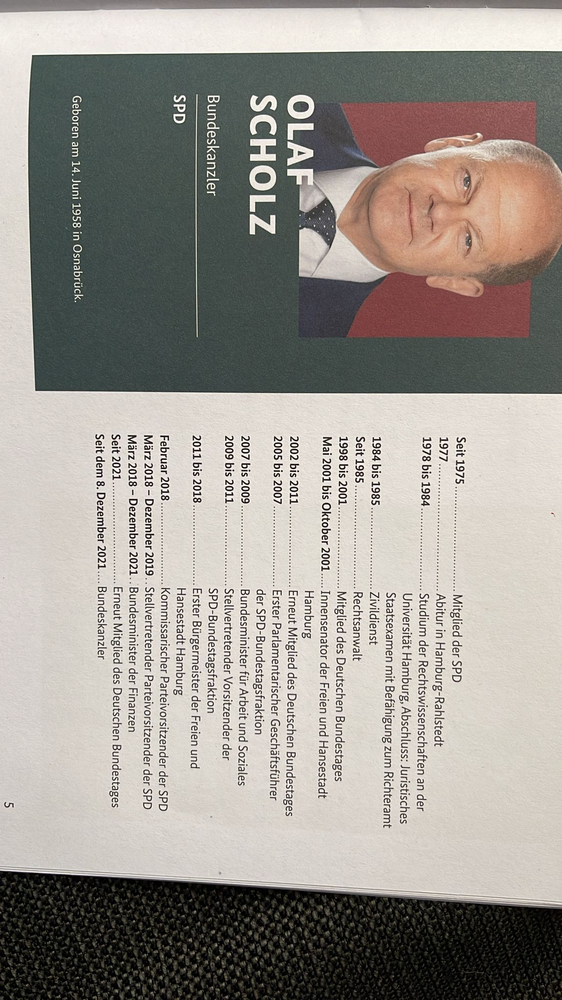 OLAF
SCHOLZ
Bundeskanzler
SPD
Geboren am 14. Juni 1958 in Osnabrück.
Seit 1975 Mitglied der SPD
1977 Abitur in Hamburg-Rahlstedt
1978 bis 1984 Studium der Rechtswissenschaften an der
Universität Hamburg, Abschluss: Juristisches
Staatsexamen mit Befähigung zum Richteramt
1984 bis 1985 Zivildienst
Seit 1985 Rechtsanwalt
1998 bis 2001 Mitglied des Deutschen Bundestages
Mai 2001 bis Oktober 2001 Innensenator der Freien und Hansestadt
Hamburg
2002 bis 2011 Erneut Mitglied des Deutschen Bundestages
2005 bis 2007 Erster Parlamentarischer Geschäftsführer
der SPD-Bundestagsfraktion
2007 bis 2009 Bundesminister für Arbeit und Soziales
2009 bis 2011 Stellvertretender Vorsitzender der
SPD-Bundestagsfraktion
2011 bis 2018 Erster Bürgermeister der Freien und
Hansestadt Hamburg
Februar 2018 Kommissarischer Parteivorsitzender der SPD
März 2018 – Dezember 2019 Stellvertretender Parteivorsitzender der SPD
März 2018 – Dezember 2021 Bundesminister der Finanzen
Seit 2021 Erneut Mitglied des Deutschen Bundestages
Seit dem 8. Dezember 2021 Bundeskanzler
5